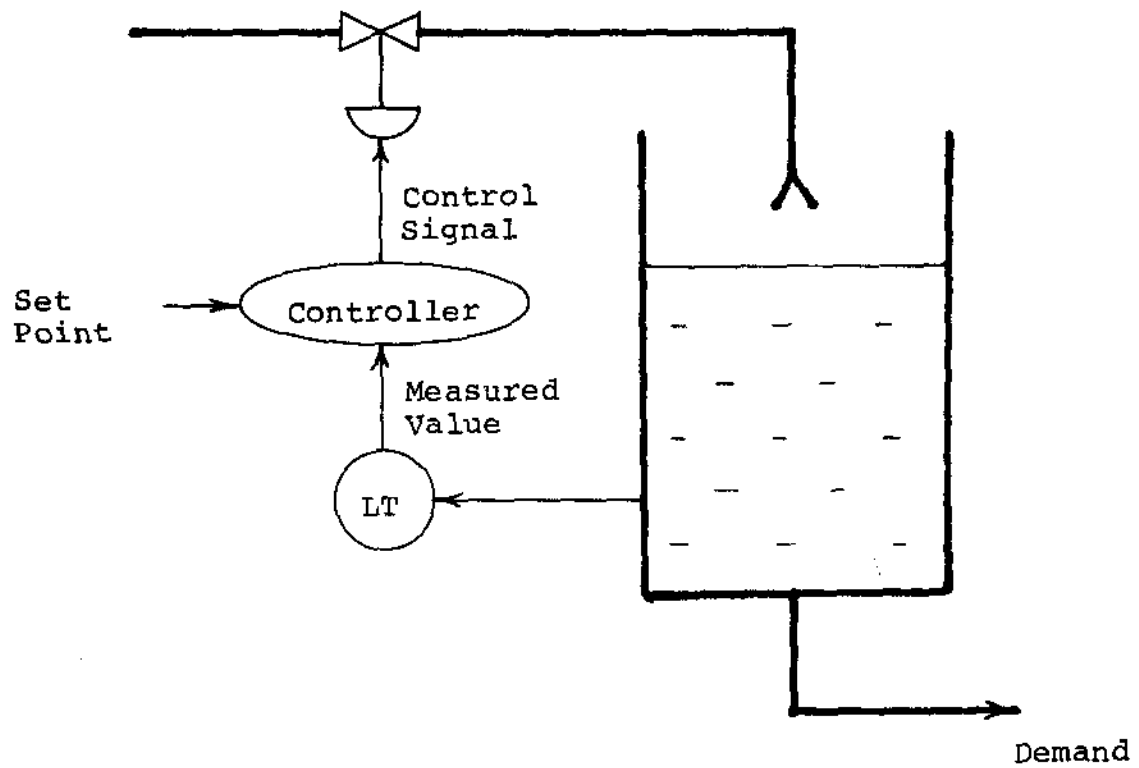 Control
Signal
Set
Point
Controller
Measured
Value
LT
Demand